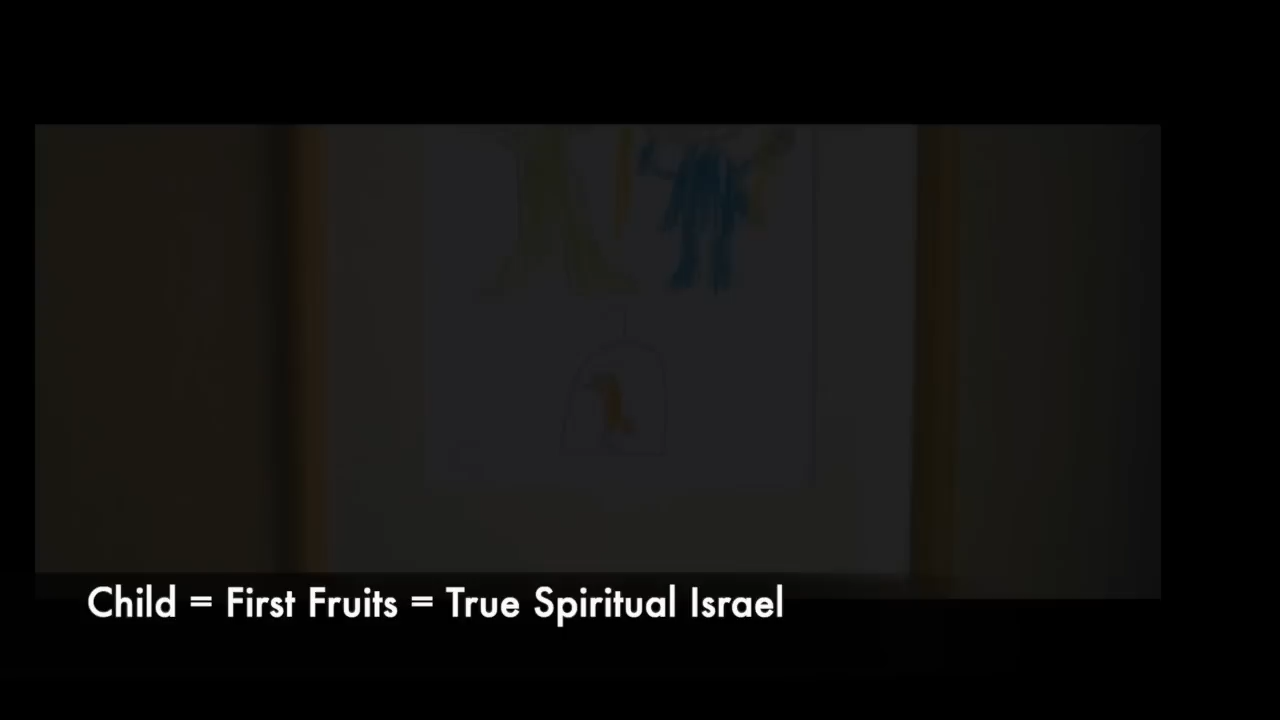 Child = First Fruits = True Spiritual Israel